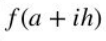 f(a + ih)